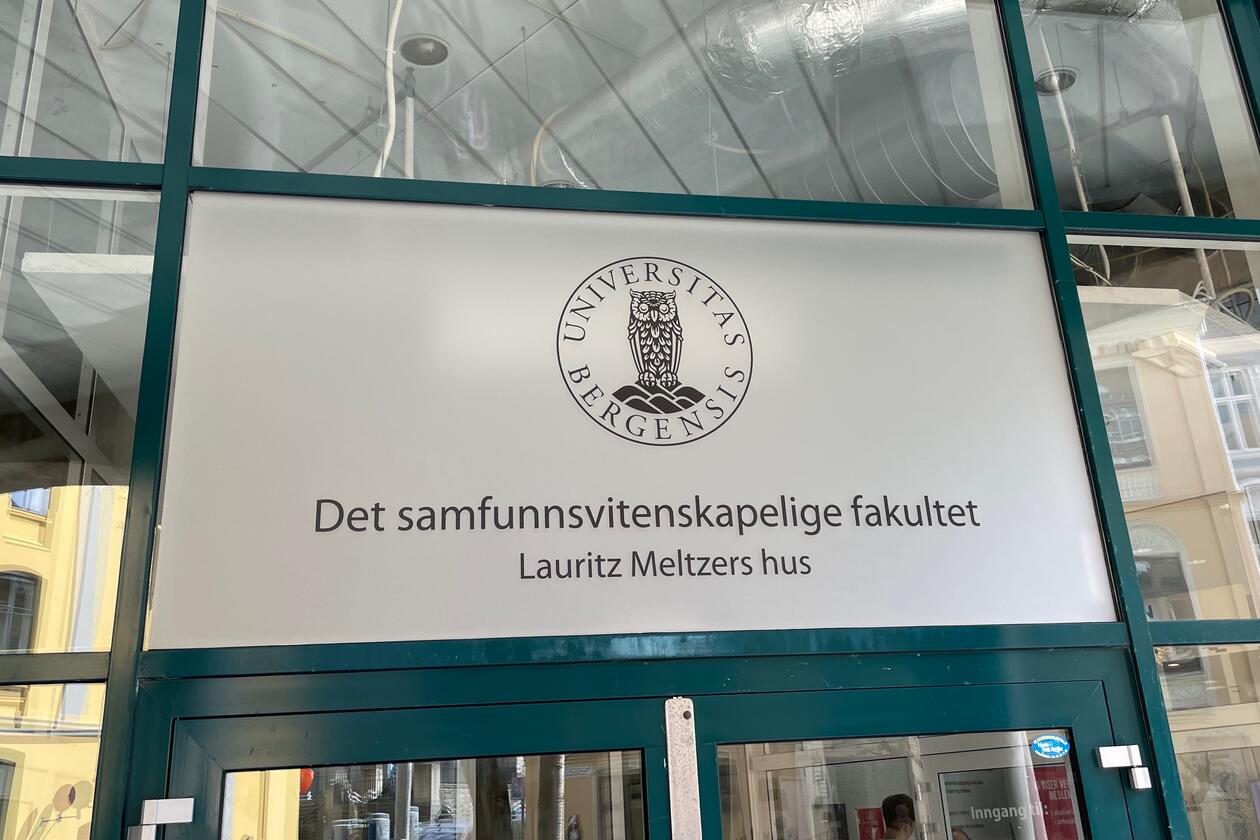 UNIVERSITAS
BERGENSIS
Det samfunnsvitenskapelige fakultet
Lauritz Meltzers hus
Inngang til: